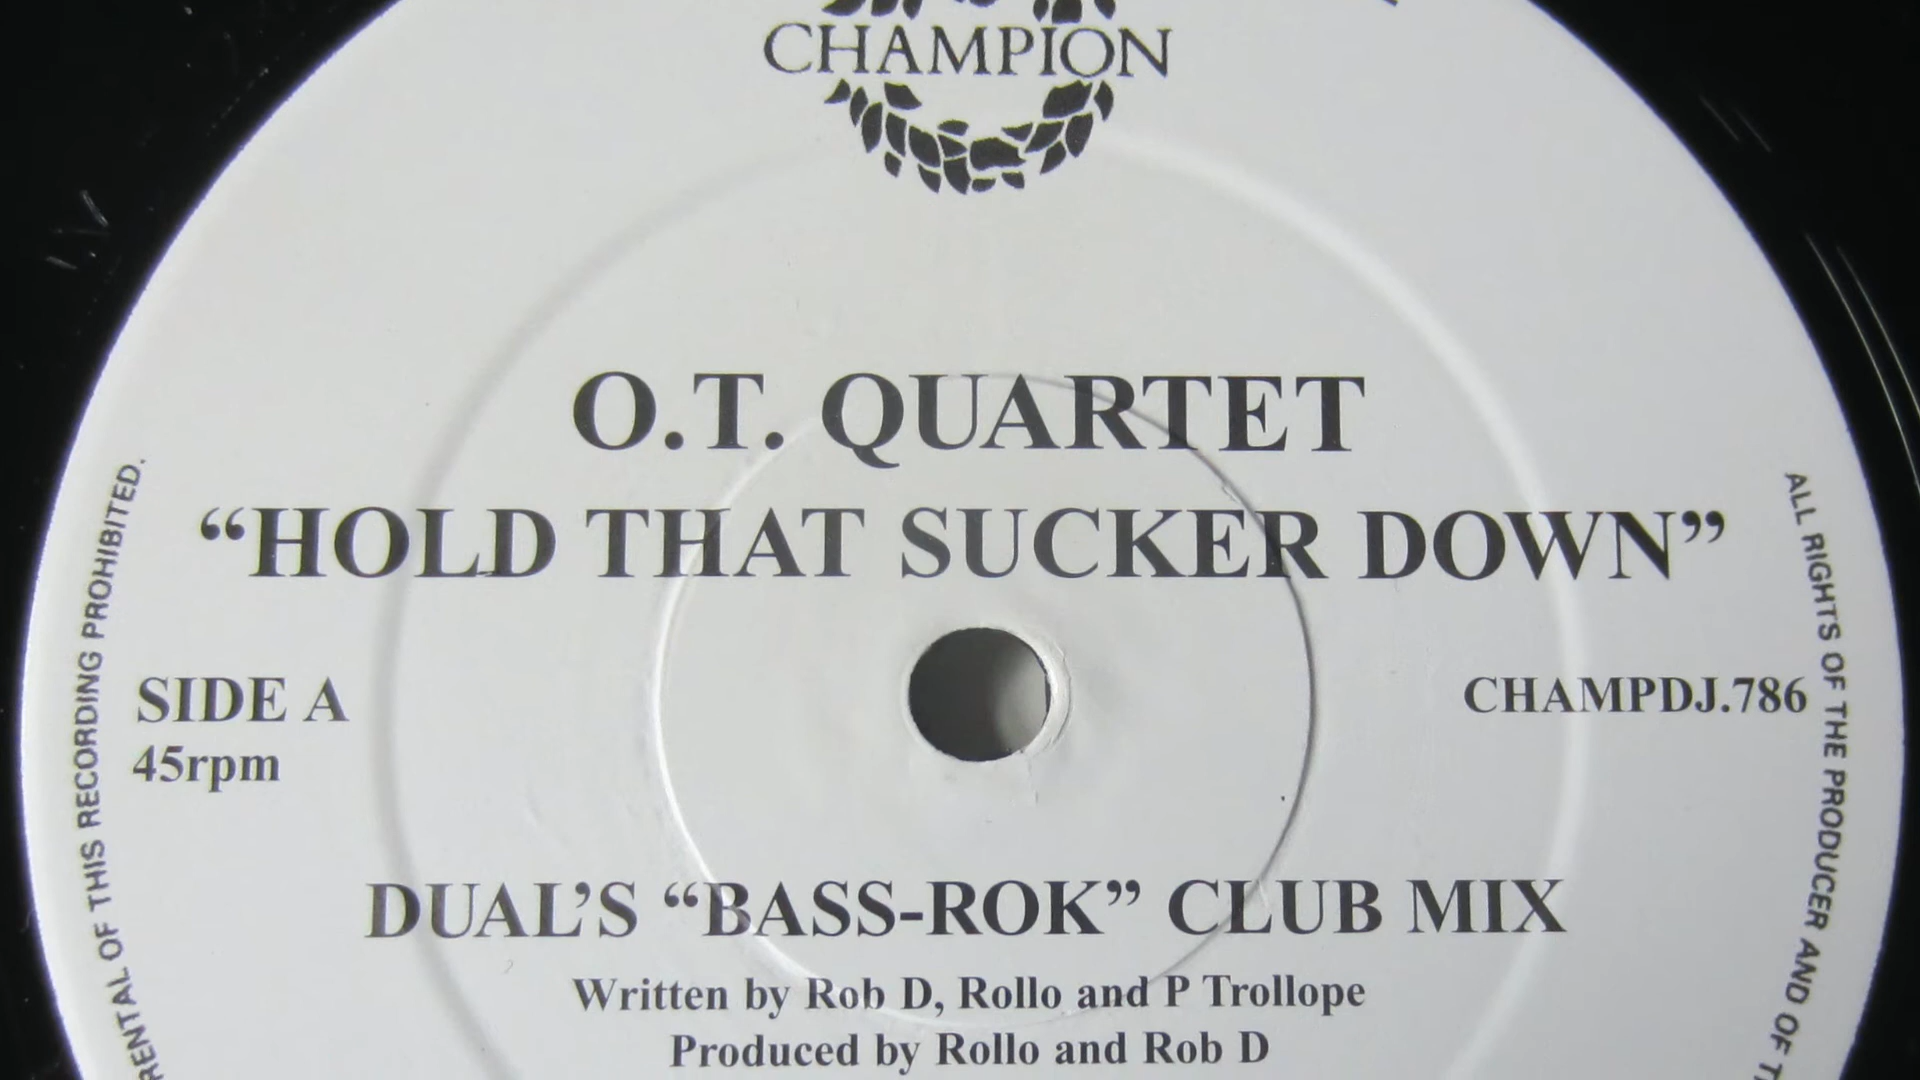 CHAMPION
O.T. QUARTET
“HOLD THAT SUCKER DOWN”
SIDE A
45rpm
CHAMPDJ.786
DUAL’S “BASS-ROK” CLUB MIX
Written by Rob D, Rollo and P Trollope
Produced by Rollo and Rob D
RENTAL OF THIS RECORDING PROHIBITED.
ALL RIGHTS OF THE PRODUCER AND OF